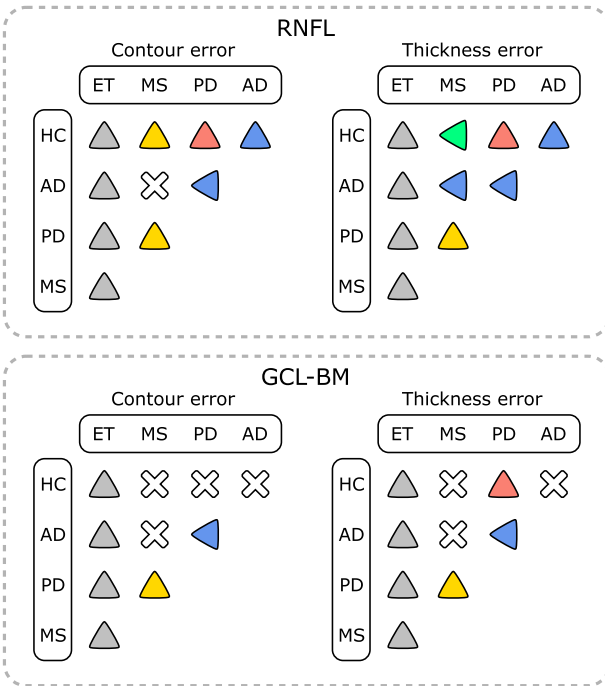 RNFL
Contour error
Thickness error
ET MS PD AD
ET MS PD AD
HC
HC
AD
AD
PD
PD
MS
MS
GCL-BM
Contour error
Thickness error
ET MS PD AD
ET MS PD AD
HC
HC
AD
AD
PD
PD
MS
MS